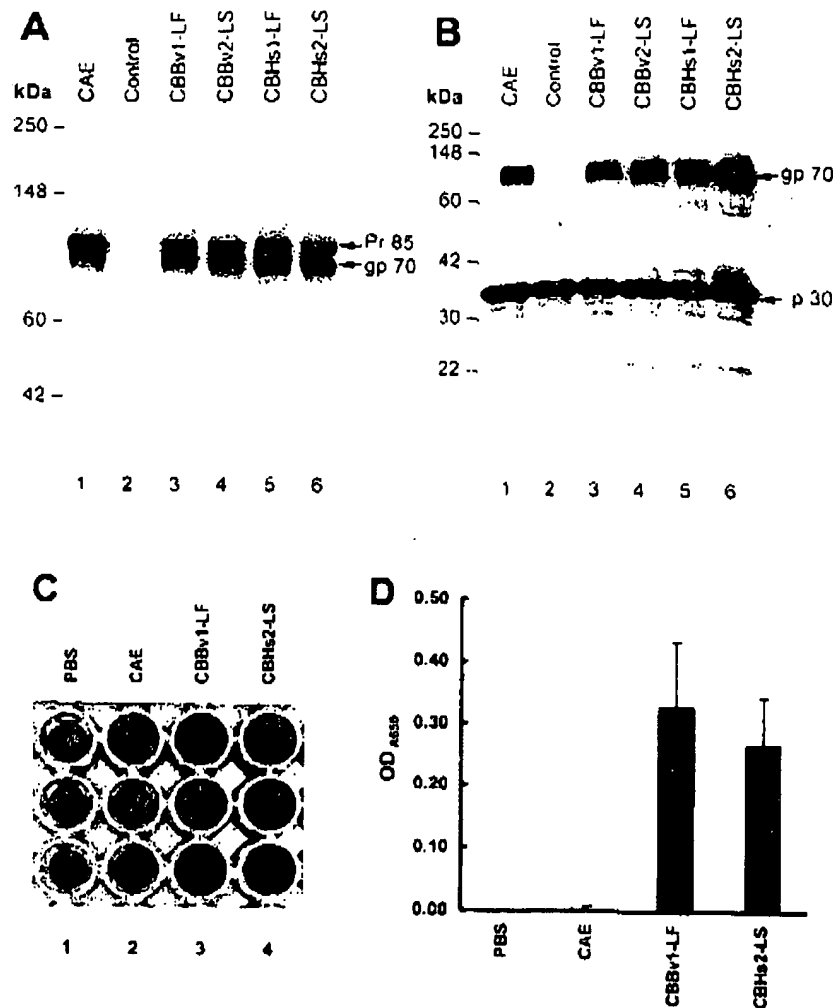 A
kDa
CAE
Control
CBBv1-LF
CBBv2-LS
CBHs1-LF
CBHs2-LS
250 –
148 –
60 –
42 –
Pr 85
gp 70
1 2 3 4 5 6
B
kDa
CAE
Control
CBBv1-LF
CBBv2-LS
CBHs1-LF
CBHs2-LS
250 –
148 –
60 –
42 –
30 –
22 --
gp 70
p 30
1 2 3 4 5 6
C
PBS
CAE
CBBv1-LF
CBHs2-LS
1 2 3 4
D
OD A650
0.50
0.40
0.30
0.20
0.10
0.00
PBS
CAE
CBBv1-LF
CBHs2-LS